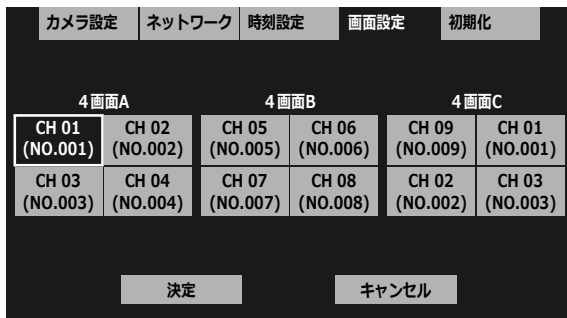 カメラ設定 ネットワーク 時刻設定 画面設定 初期化
4画面A 4画面B 4画面C
CH 01 CH 02 CH 05 CH 06 CH 09 CH 01
(NO.001) (NO.002) (NO.005) (NO.006) (NO.009) (NO.001)
CH 03 CH 04 CH 07 CH 08 CH 02 CH 03
(NO.003) (NO.004) (NO.007) (NO.008) (NO.002) (NO.003)
決定 キャンセル